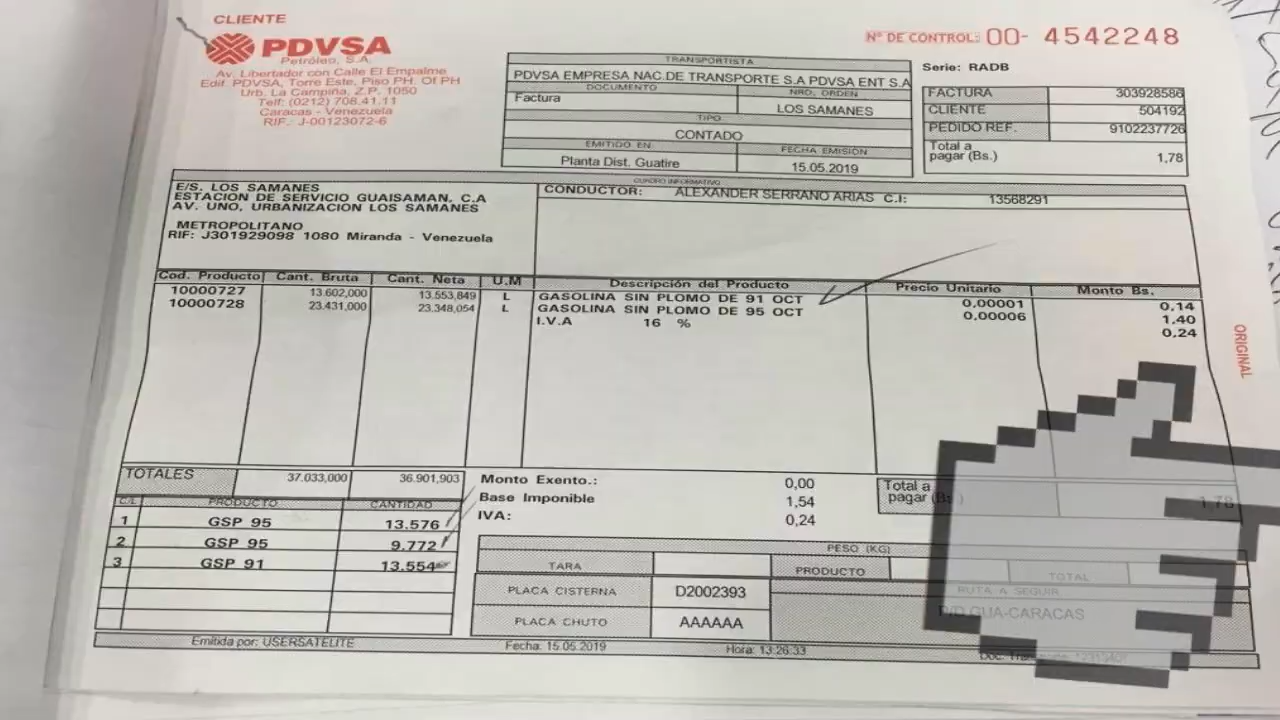 CLIENTE
PDVSA
Petróleo, S.A.
Av. Libertador con Calle El Empalme
Edif. PDVSA, Torre Este, Piso PH. Of PH
Urb. La Campiña, Z.P. 1050
Telf: (0212) 708.41.11
Caracas - Venezuela
RIF.: J-00123072-6
Nº DE CONTROL: 00- 4542248
TRANSPORTISTA
PDVSA EMPRESA NAC.DE TRANSPORTE S.A PDVSA ENT S.A
DOCUMENTO NRO. ORDEN
Factura LOS SAMANES
TIPO
CONTADO
EMITIDO EN FECHA EMISIÓN
Planta Dist. Guatire 15.05.2019
Serie: RADB
FACTURA 303928586
CLIENTE 504192
PEDIDO REF. 9102237726
Total a
pagar (Bs.) 1,78
CUADRO INFORMATIVO
E/S. LOS SAMANES
ESTACION DE SERVICIO GUAISAMAN, C.A
AV. UNO, URBANIZACION LOS SAMANES
METROPOLITANO
RIF: J301929098 1080 Miranda - Venezuela
CONDUCTOR: ALEXANDER SERRANO ARIAS C.I: 13568291
Cod. Producto Cant. Bruta Cant. Neta U.M Descripción del Producto Precio Unitario Monto Bs.
10000727 13.602,000 13.553,849 L GASOLINA SIN PLOMO DE 91 OCT 0,00001 0,14
10000728 23.431,000 23.348,054 L GASOLINA SIN PLOMO DE 95 OCT 0,00006 1,40
I.V.A 16 % 0,24
ORIGINAL
TOTALES 37.033,000 36.901,903
C/L PRODUCTO CANTIDAD
1 GSP 95 13.576
2 GSP 95 9.772
3 GSP 91 13.554
Monto Exento.: 0,00
Base Imponible 1,54
IVA: 0,24
Total a
pagar (Bs.) 1,78
PESO (KG)
TARA PRODUCTO TOTAL
PLACA CISTERNA D2002393
PLACA CHUTO AAAAAA
RUTA A SEGUIR
P/D GUA-CARACAS
Emitida por: USERSATELITE Fecha: 15.05.2019 Hora: 13:26:33